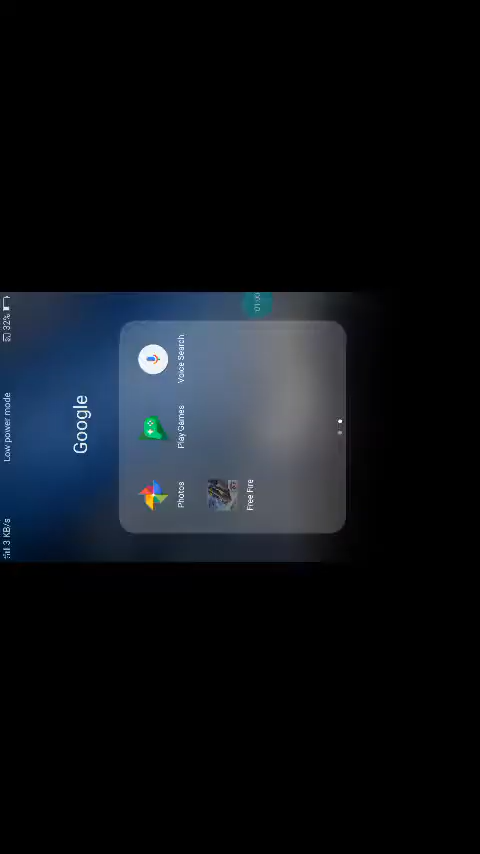 3 KB/s
Low power mode
32%
Google
Photos
Play Games
Voice Search
Free Fire